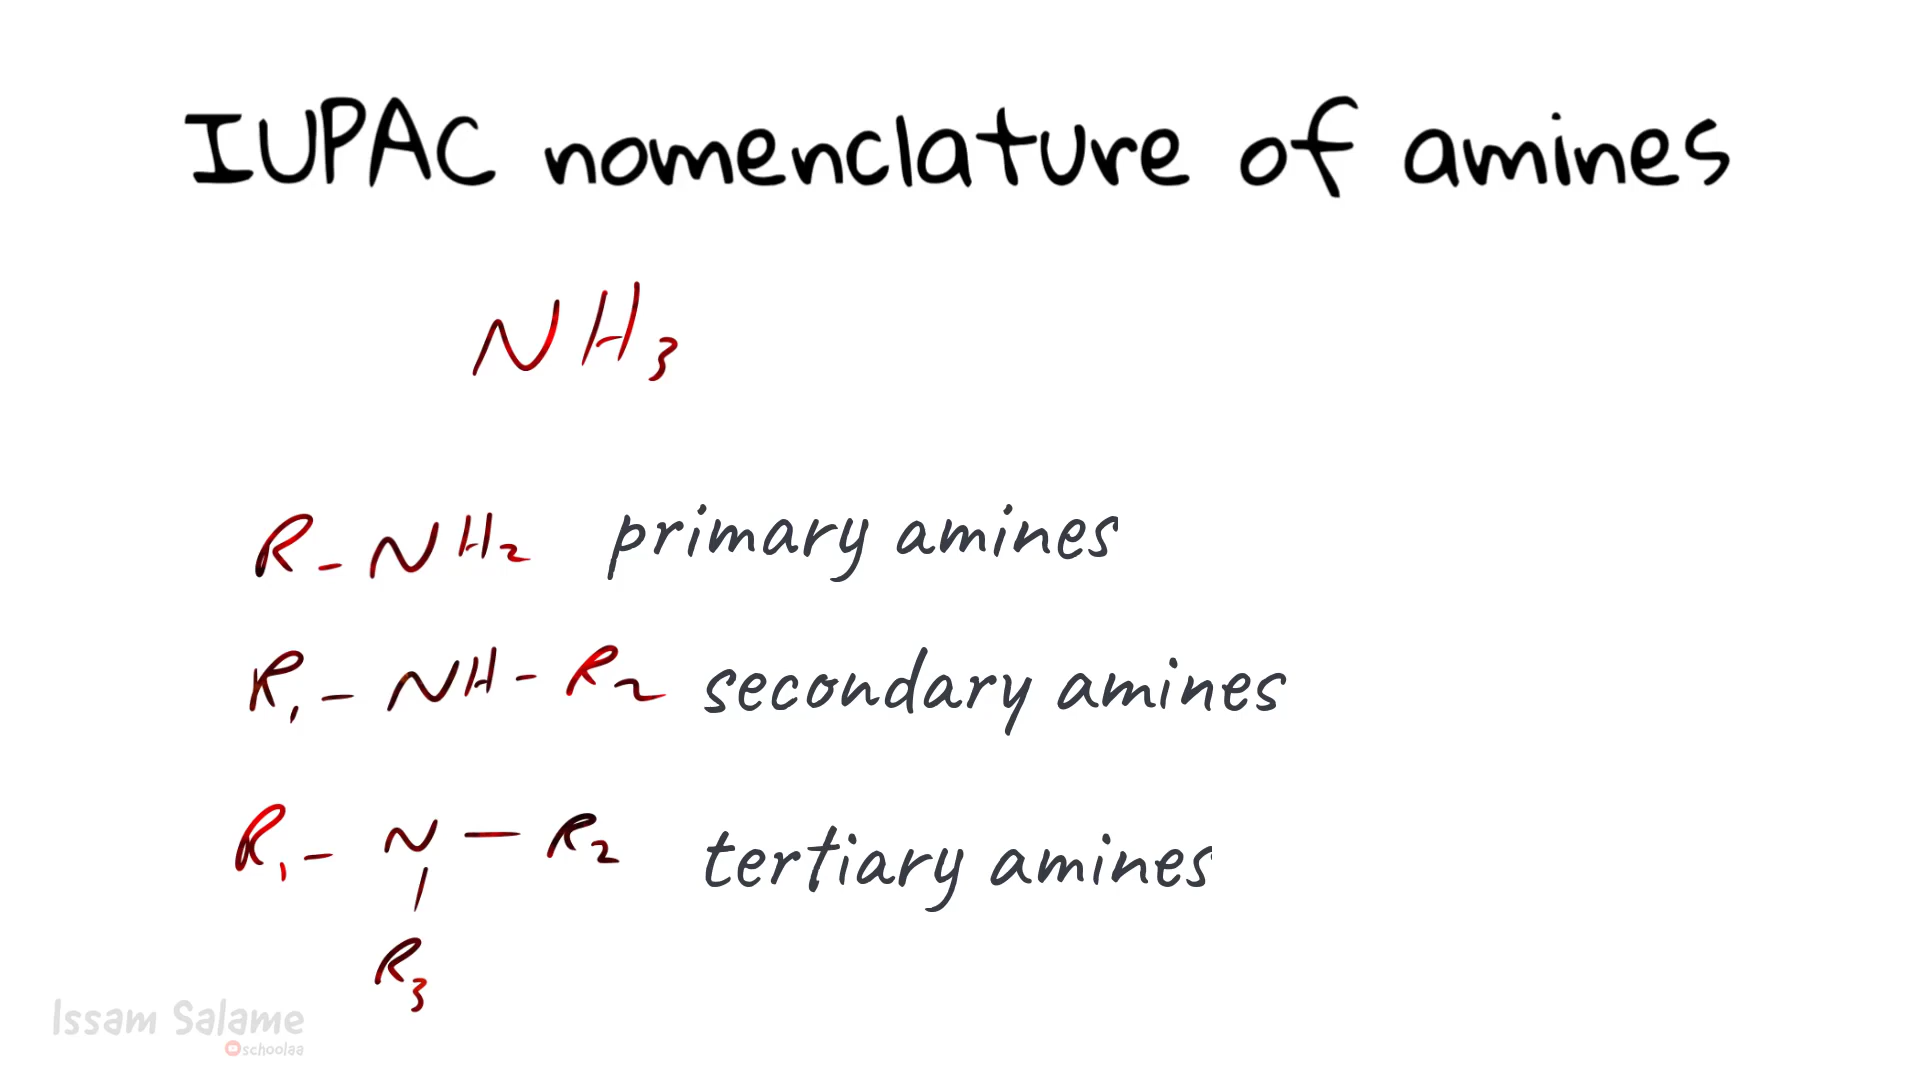 IUPAC nomenclature of amines
NH3
R - NH2 primary amines
R1 - NH - R2 secondary amines
R1 - N - R2 tertiary amines
|
R3
Issam Salame
schoolaa